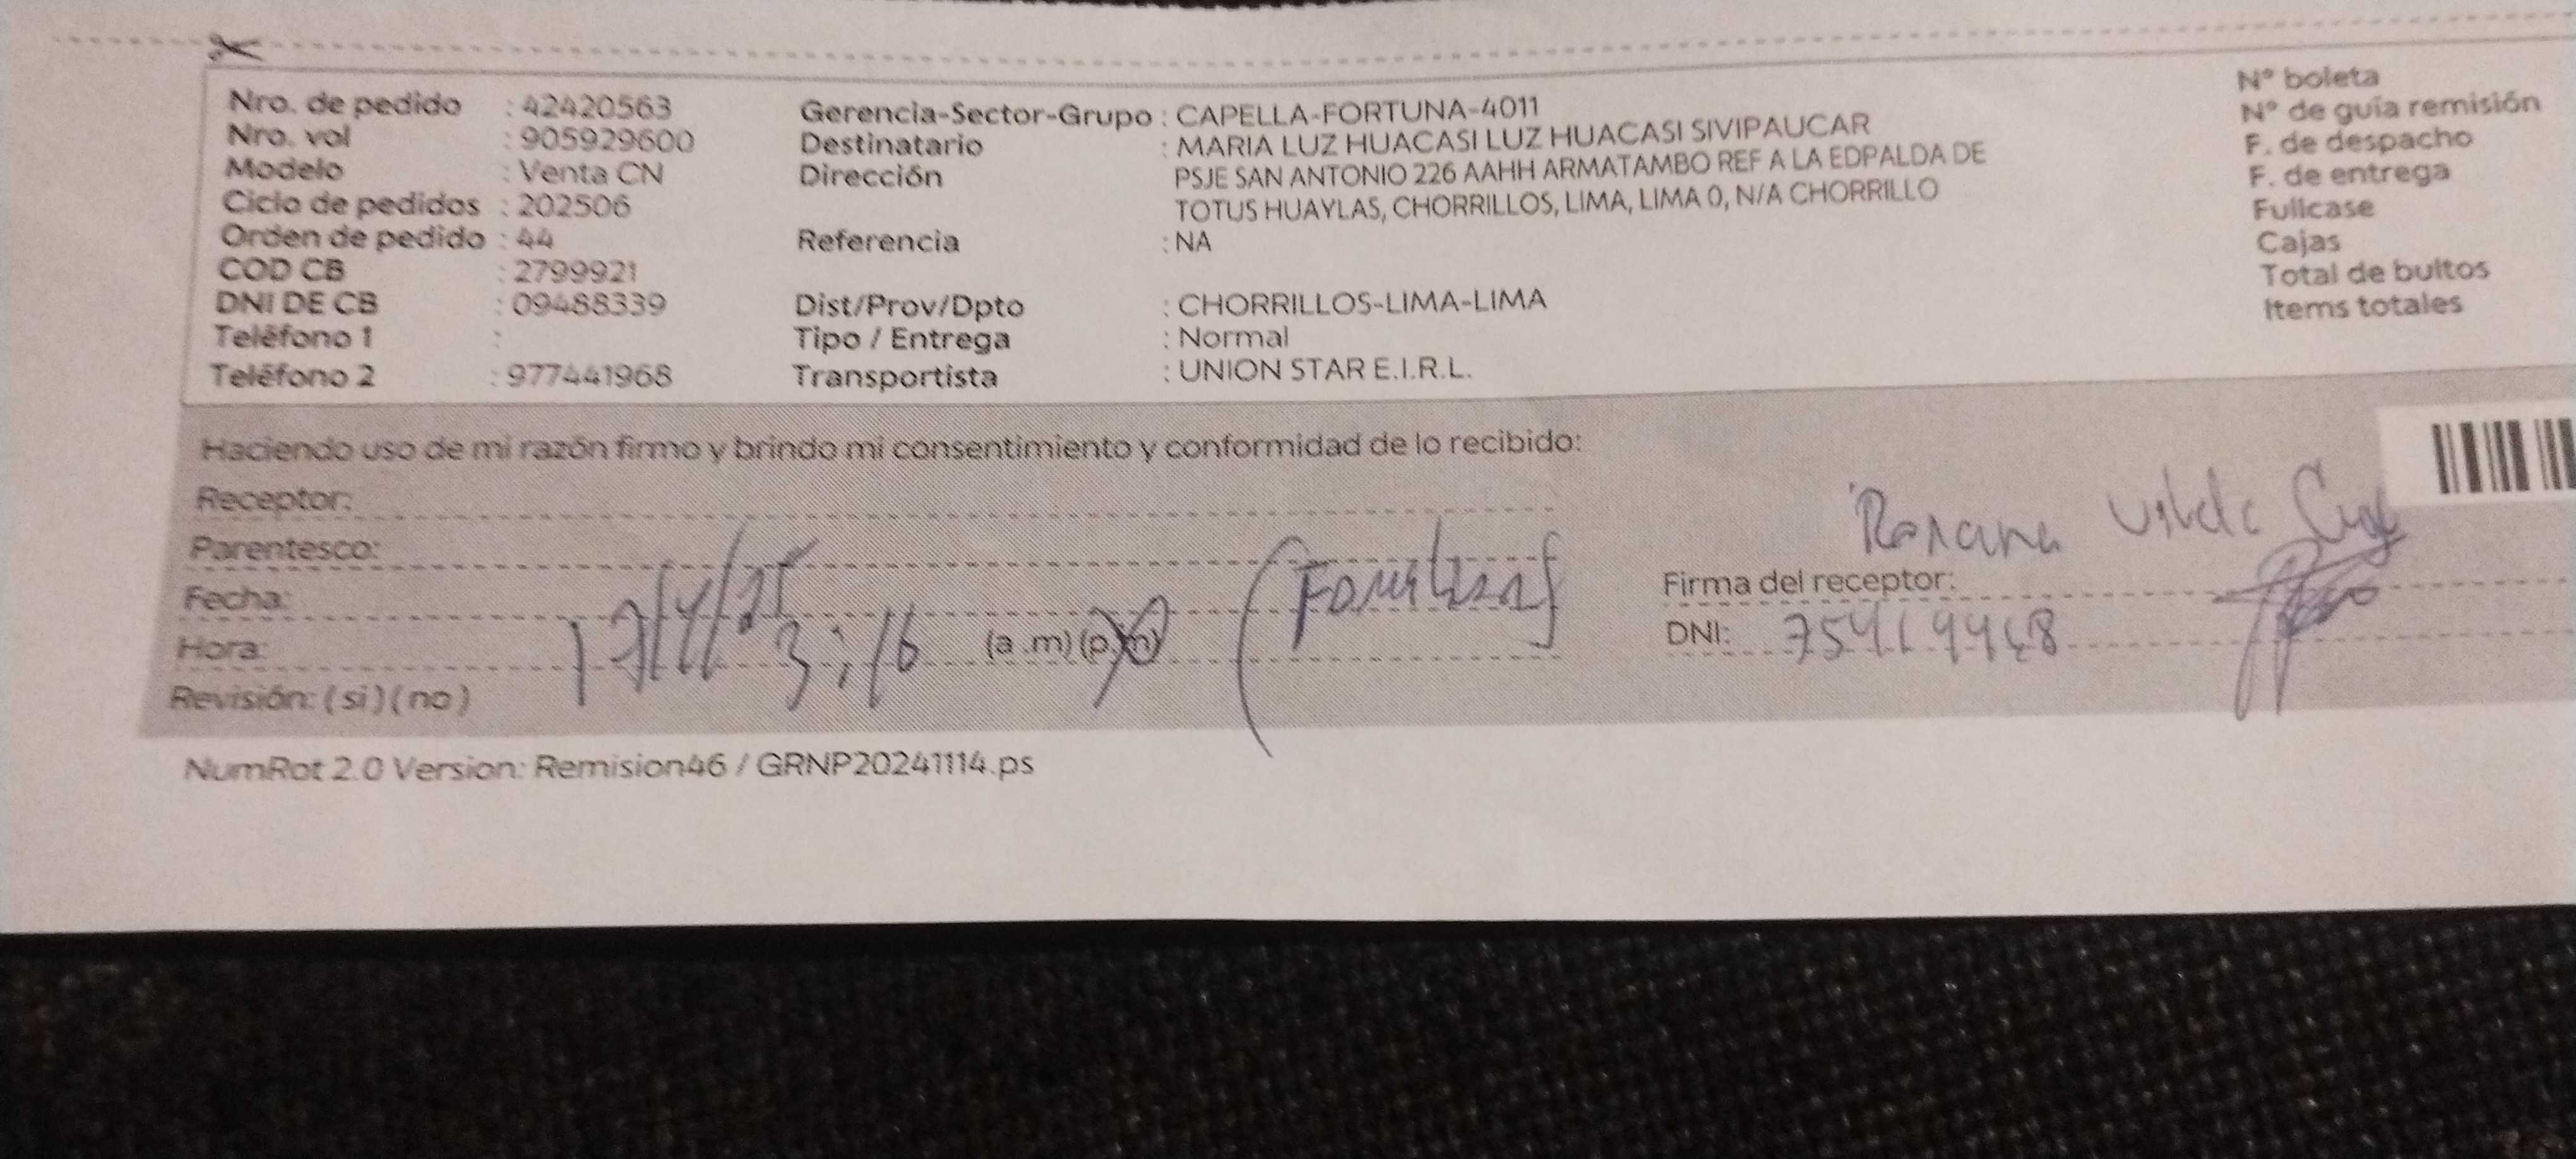 Nro. de pedido : 42420563 Gerencia-Sector-Grupo : CAPELLA-FORTUNA-4011 N° boleta
Nro. vol : 905929600 Destinatario : MARIA LUZ HUACASI LUZ HUACASI SIVIPAUCAR N° de guía remisión
Modelo : Venta CN Dirección PSJE SAN ANTONIO 226 AAHH ARMATAMBO REF A LA EDPALDA DE F. de despacho
Ciclo de pedidos : 202506 TOTUS HUAYLAS, CHORRILLOS, LIMA, LIMA 0, N/A CHORRILLO F. de entrega
Orden de pedido : 44 Referencia : NA Fullcase
COD CB : 2799921 Cajas
DNI DE CB : 09488339 Dist/Prov/Dpto : CHORRILLOS-LIMA-LIMA Total de bultos
Teléfono 1 : Tipo / Entrega : Normal Items totales
Teléfono 2 : 977441968 Transportista : UNION STAR E.I.R.L.
Haciendo uso de mi razón firmo y brindo mi consentimiento y conformidad de lo recibido:
Receptor:
Roxana
Parentesco:
Fecha: 17/4/25 Firma del receptor:
Hora: 3:16 (a .m) (p.m) DNI:
Revisión: ( si ) ( no )
NumRot 2.0 Version: Remision46 / GRNP20241114.ps